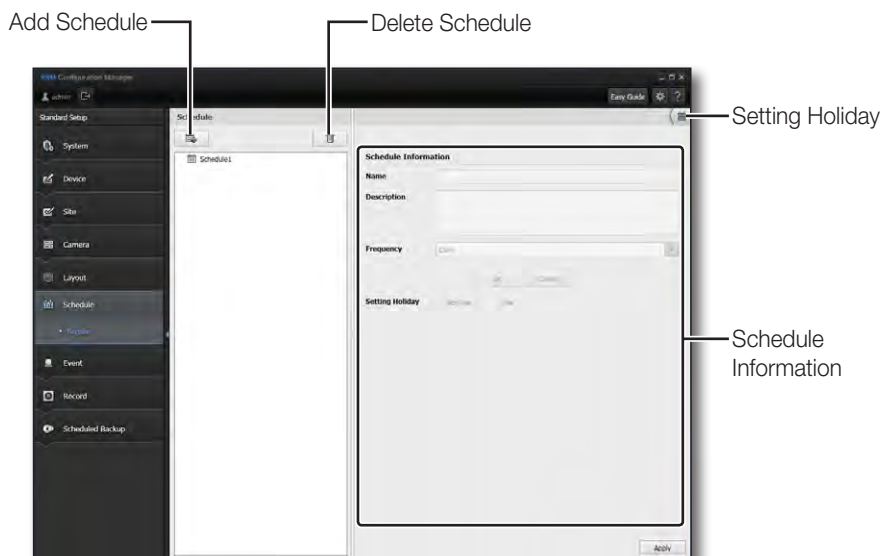 Add Schedule
Delete Schedule
Configuration Manager
admin
Easy Guide
?
Standard Setup
Schedule
Setting Holiday
System
Schedule1
Schedule Information
Name
Device
Description
Site
Camera
Frequency
Layout
Schedule
Setting Holiday
Schedule
Information
Event
Record
Scheduled Backup
Apply